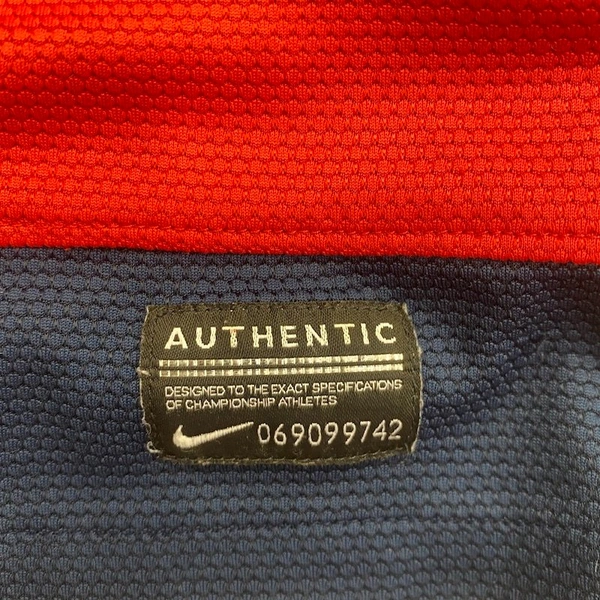 AUTHENTIC
DESIGNED TO THE EXACT SPECIFICATIONS
OF CHAMPIONSHIP ATHLETES
069099742